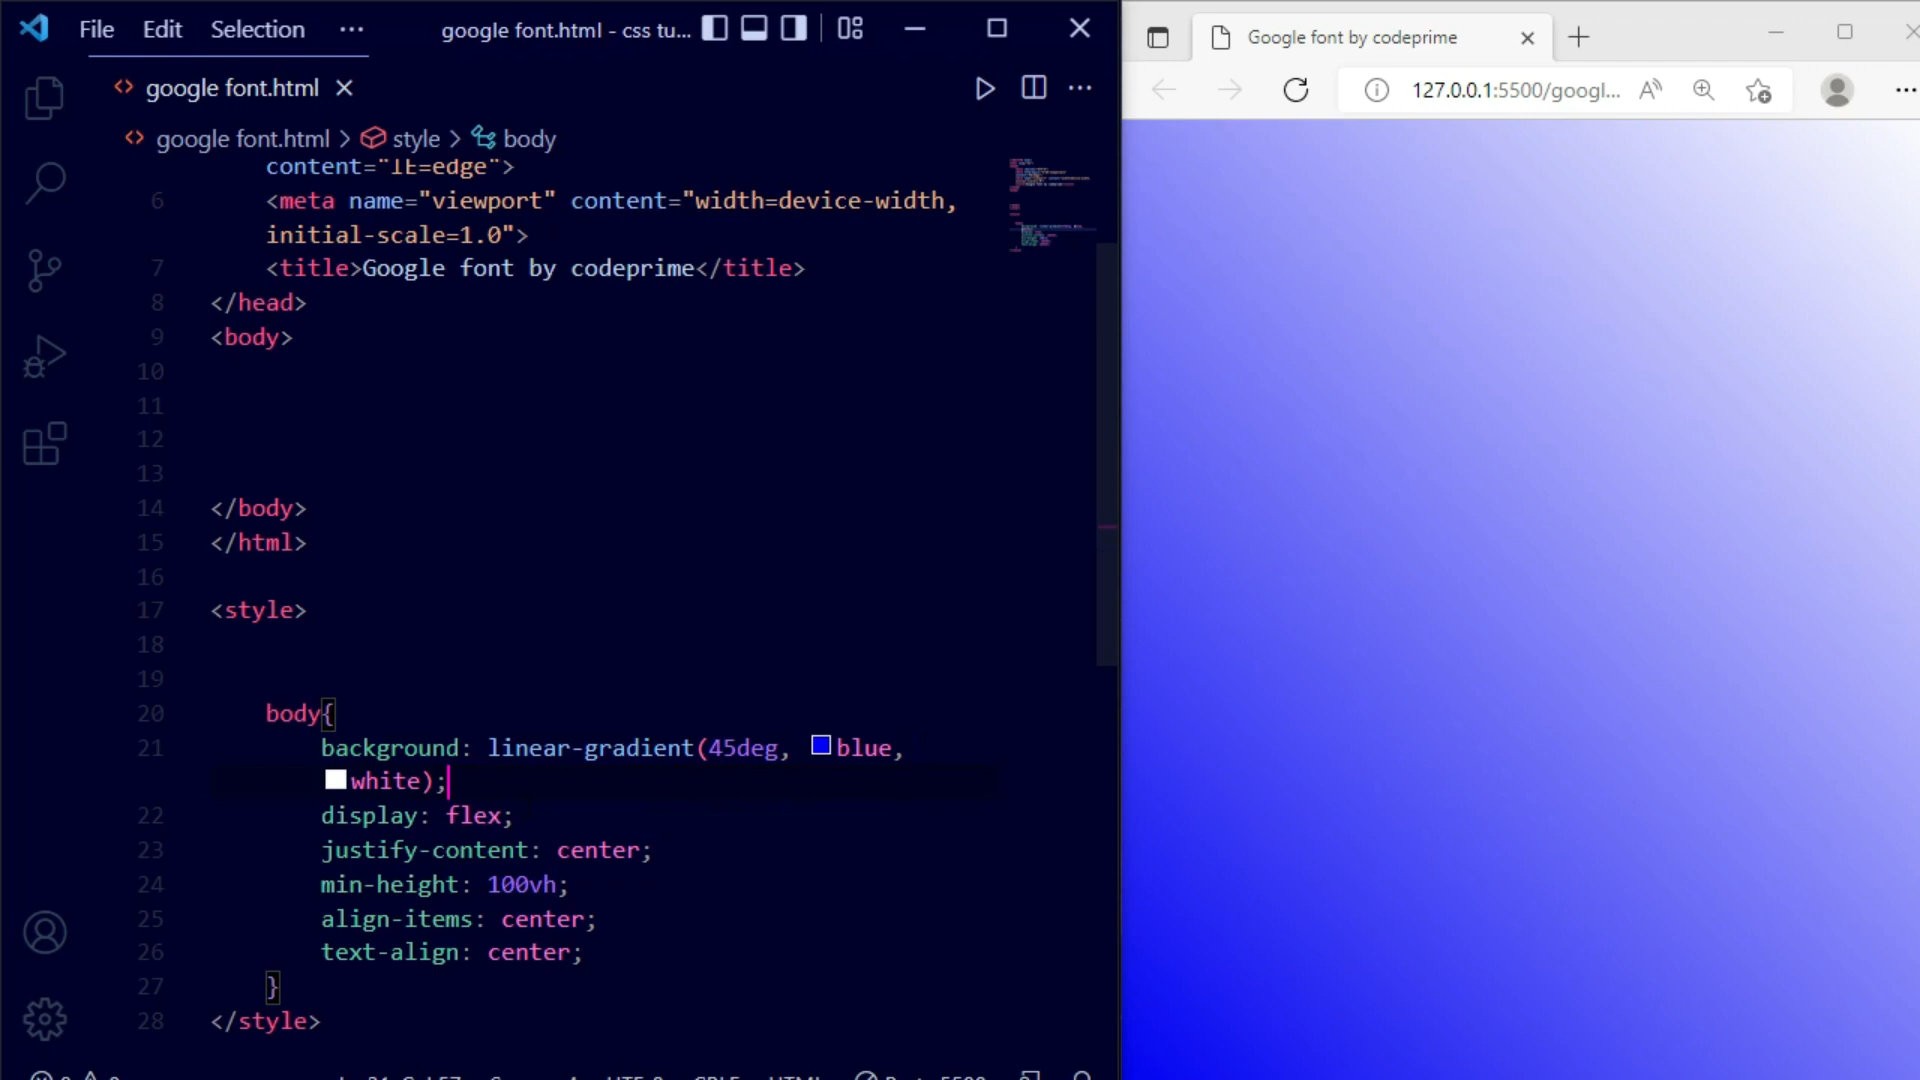 File Edit Selection ··· google font.html - css tu...
google font.html
google font.html > style > body
content="IE=edge">
6 <meta name="viewport" content="width=device-width,
initial-scale=1.0">
7 <title>Google font by codeprime</title>
8 </head>
9 <body>
10
11
12
13
14 </body>
15 </html>
16
17 <style>
18
19
20 body{
21 background: linear-gradient(45deg, blue,
white);
22 display: flex;
23 justify-content: center;
24 min-height: 100vh;
25 align-items: center;
26 text-align: center;
27 }
28 </style>
Google font by codeprime
127.0.0.1:5500/googl...